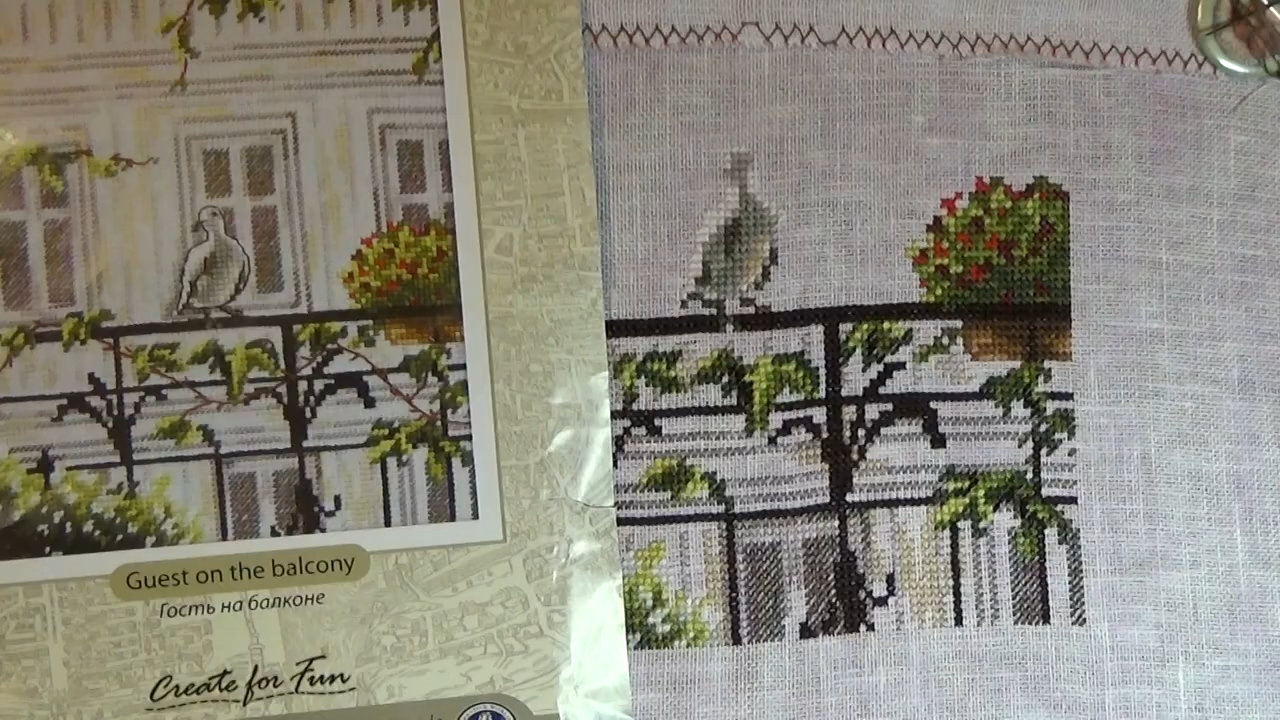 Guest on the balcony
Гость на балконе
Create for Fun